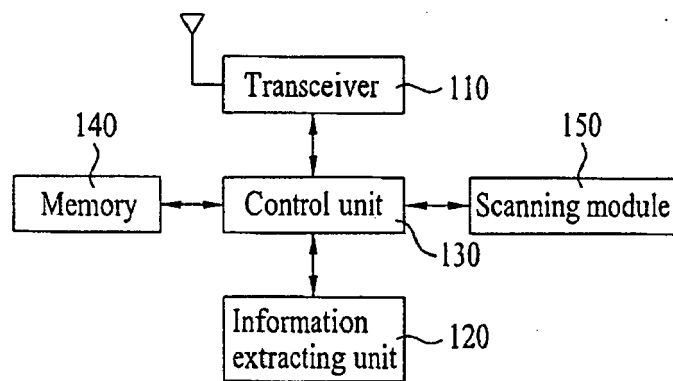 Transceiver
110
140
150
Memory
Control unit
Scanning module
130
Information
extracting unit
120